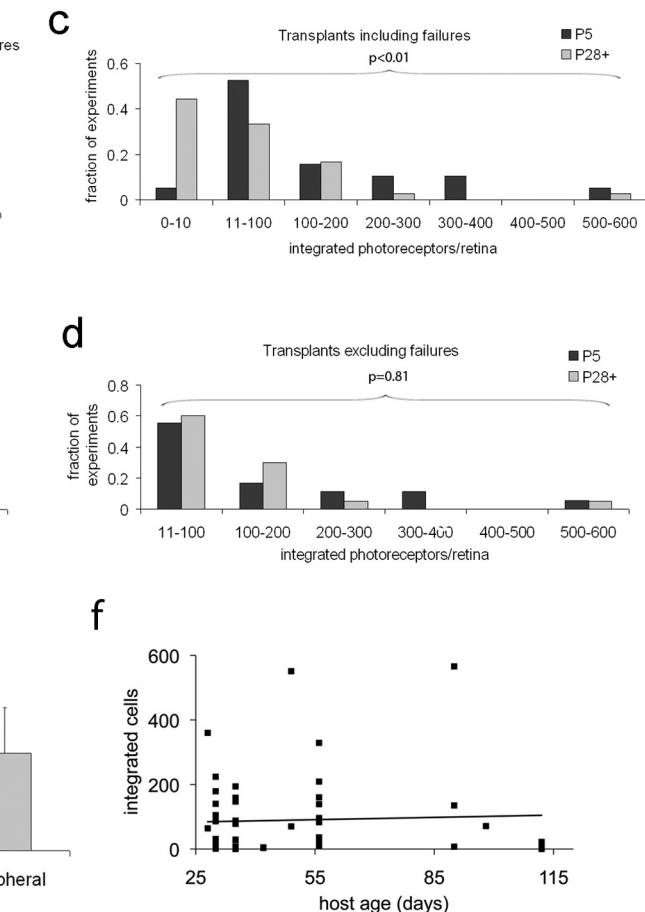 c
res
Transplants including failures
p<0.01
P5
P28+
fraction of experiments
0.6
0.4
0.2
0
0-10 11-100 100-200 200-300 300-400 400-500 500-600
integrated photoreceptors/retina
d
Transplants excluding failures
p=0.81
P5
P28+
fraction of
experiments
0.8
0.6
0.4
0.2
0
11-100 100-200 200-300 300-400 400-500 500-600
integrated photoreceptors/retina
f
integrated cells
600
400
200
0
25 55 85 115
host age (days)
pheral